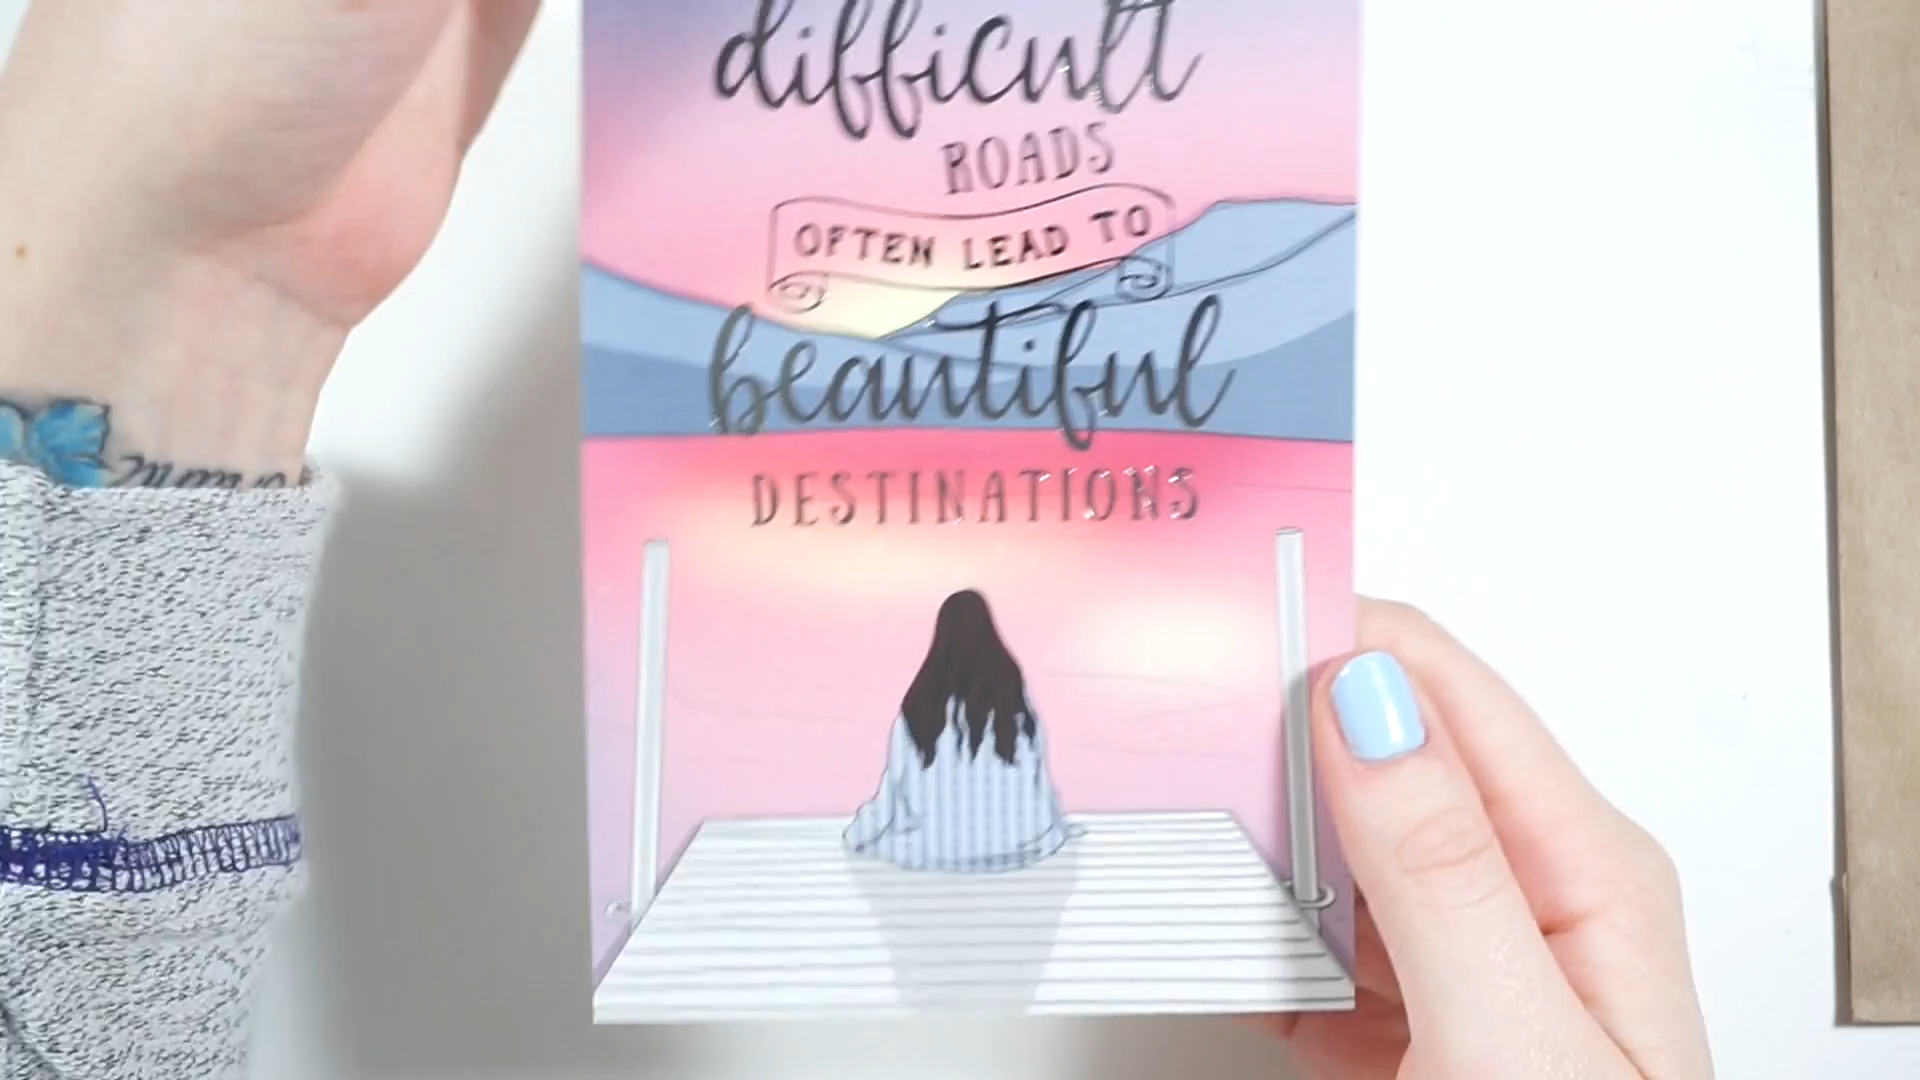 difficult
ROADS
OFTEN LEAD TO
beautiful
DESTINATIONS